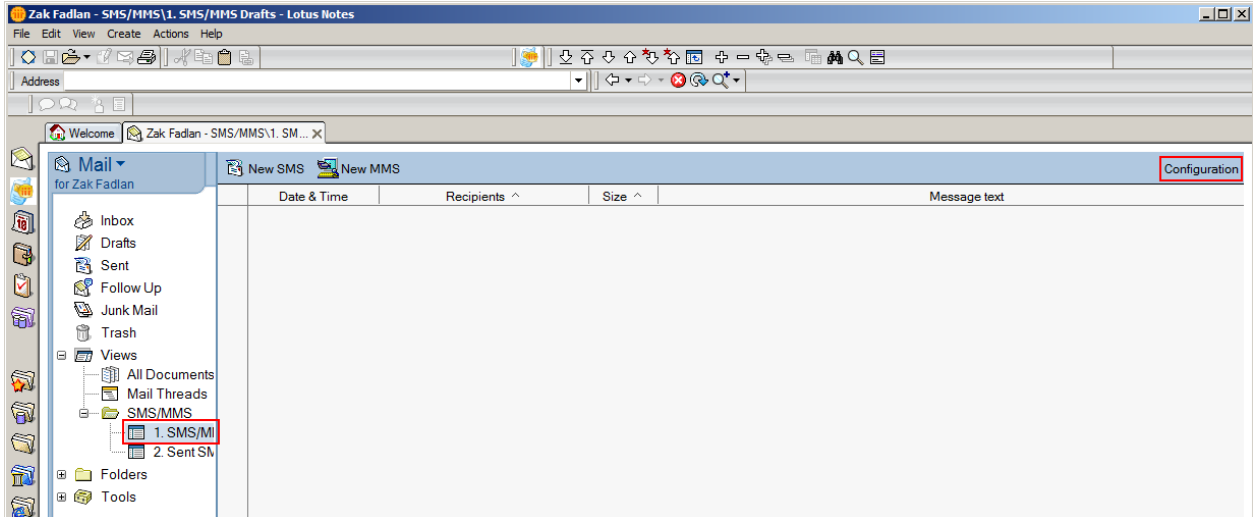 Zak Fadlan - SMS/MMS\1. SMS/MMS Drafts - Lotus Notes
File Edit View Create Actions Help
Address
Welcome Zak Fadlan - SMS/MMS\1. SM...
Mail
for Zak Fadlan
New SMS New MMS Configuration
Date & Time Recipients Size Message text
Inbox
Drafts
Sent
Follow Up
Junk Mail
Trash
Views
All Documents
Mail Threads
SMS/MMS
1. SMS/MI
2. Sent SM
Folders
Tools